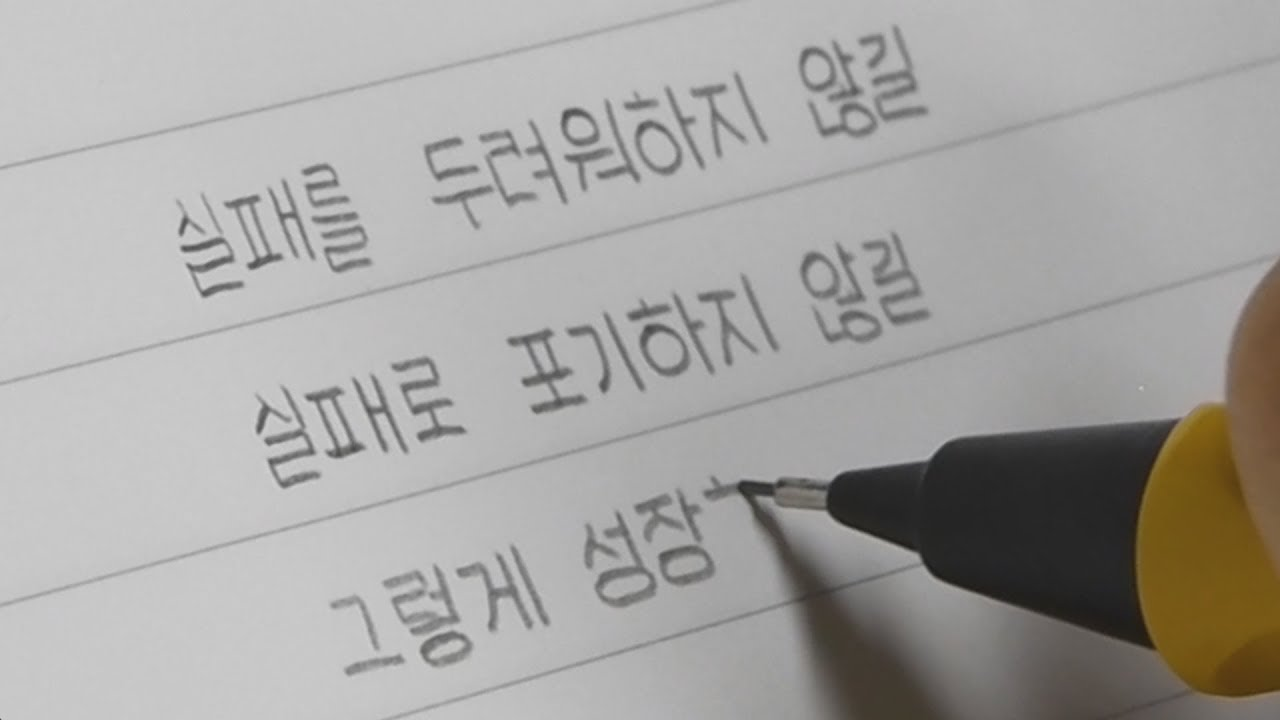 실패를 두려워하지 않길
실패로 포기하지 않길
그렇게 성장